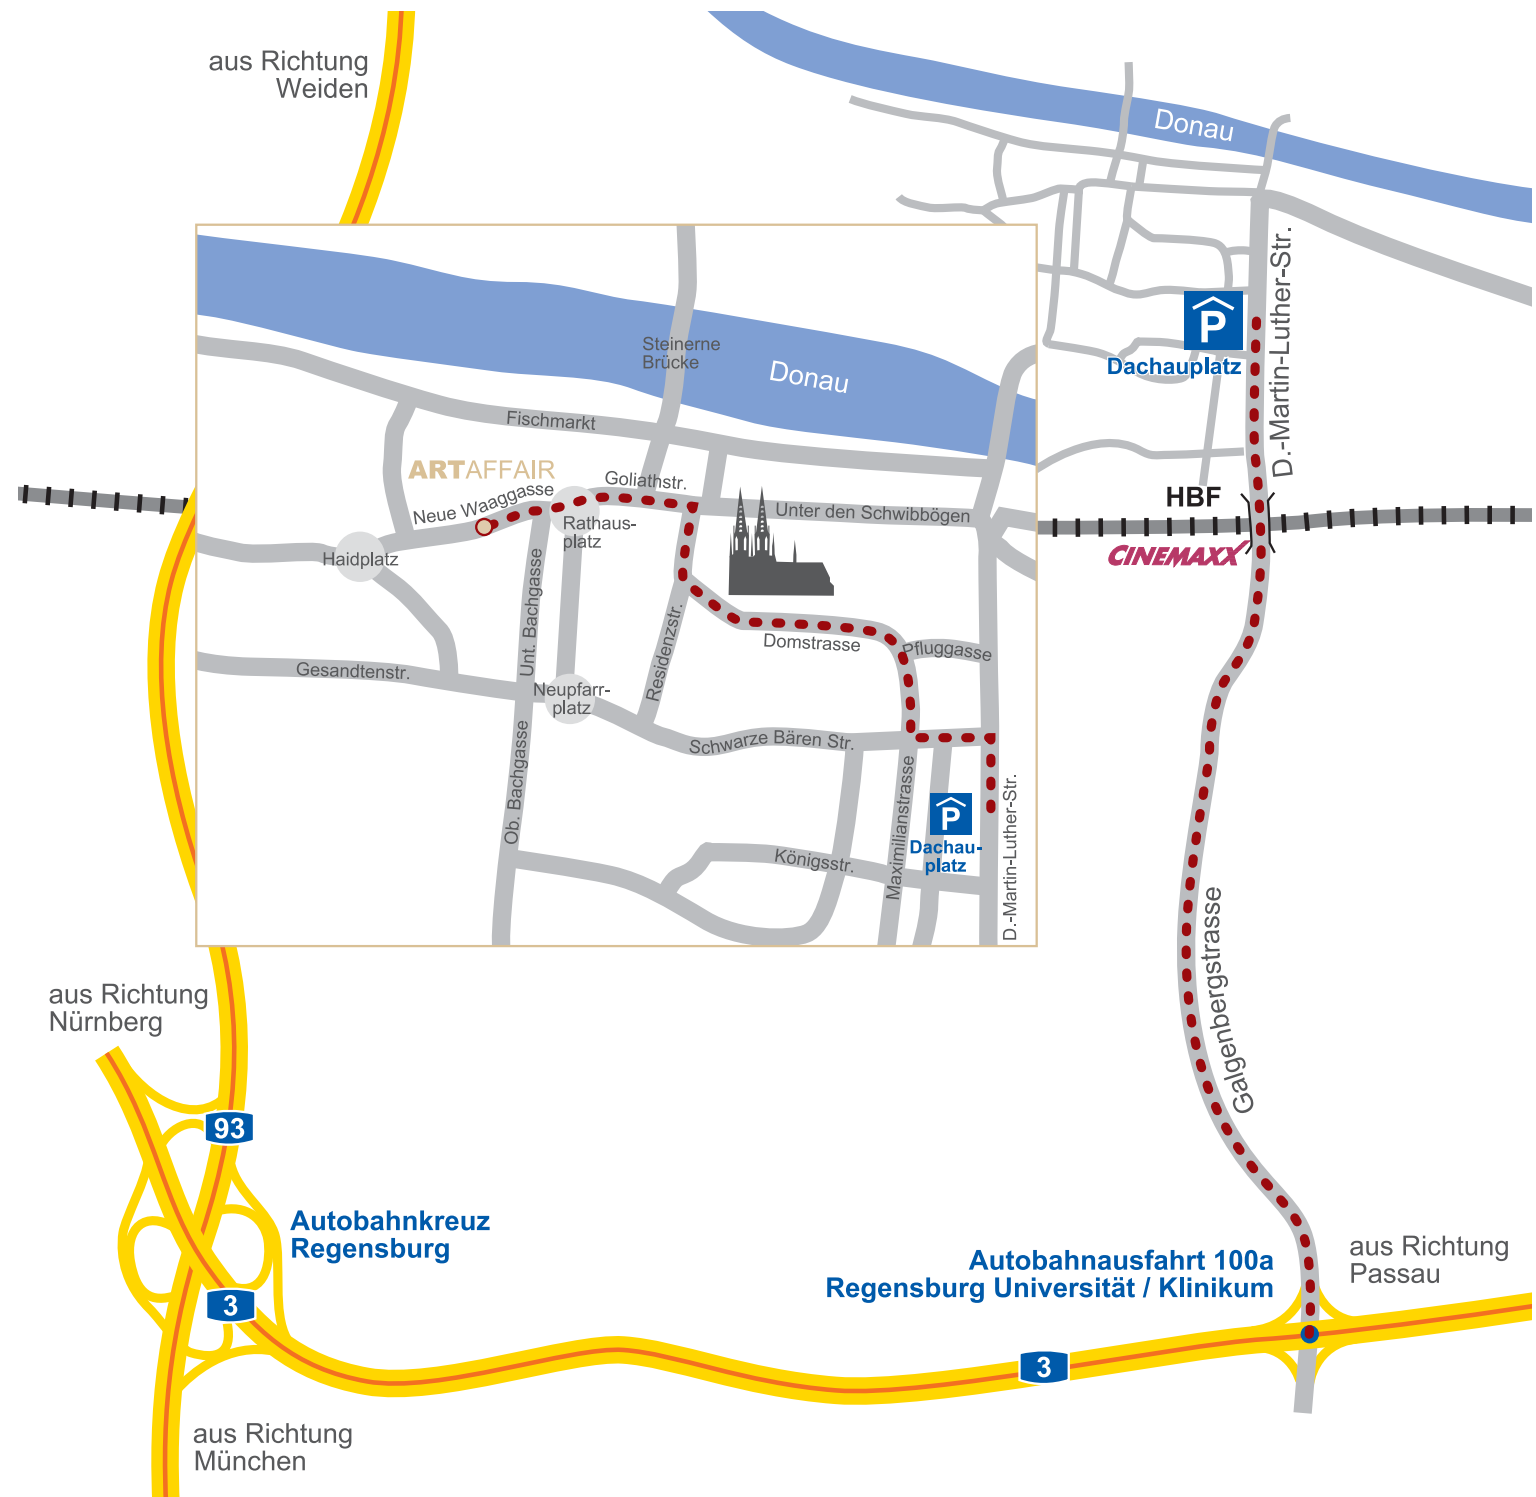 aus Richtung
Weiden
Donau
D.-Martin-Luther-Str.
P
Dachauplatz
HBF
CINEMAXX
Steinerne
Brücke
Donau
Fischmarkt
ARTAFFAIR
Goliathstr.
Neue Waaggasse
Unter den Schwibbögen
Rathaus-
platz
Haidplatz
Unt. Bachgasse
Residenzstr.
Domstrasse
Pfluggasse
Gesandtenstr.
Neupfarr-
platz
Schwarze Bären Str.
Ob. Bachgasse
Maximilianstrasse
P
Dachau-
platz
D.-Martin-Luther-Str.
Königsstr.
Galgenbergstrasse
aus Richtung
Nürnberg
93
Autobahnkreuz
Regensburg
3
Autobahnausfahrt 100a
Regensburg Universität / Klinikum
aus Richtung
Passau
3
aus Richtung
München